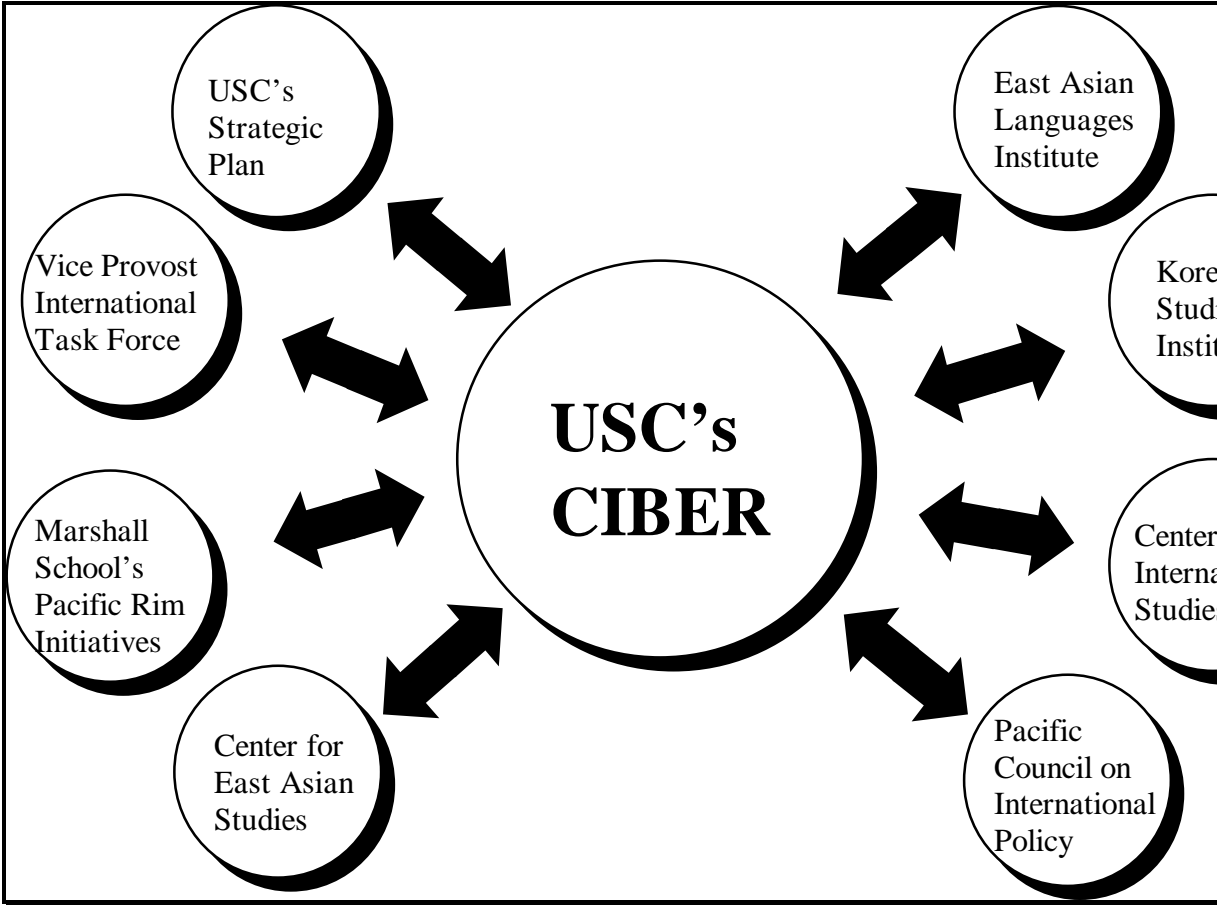 USC’s
Strategic
Plan
Vice Provost
International
Task Force
Marshall
School’s
Pacific Rim
Initiatives
Center for
East Asian
Studies
USC’s
CIBER
East Asian
Languages
Institute
Center
Pacific
Council on
International
Policy